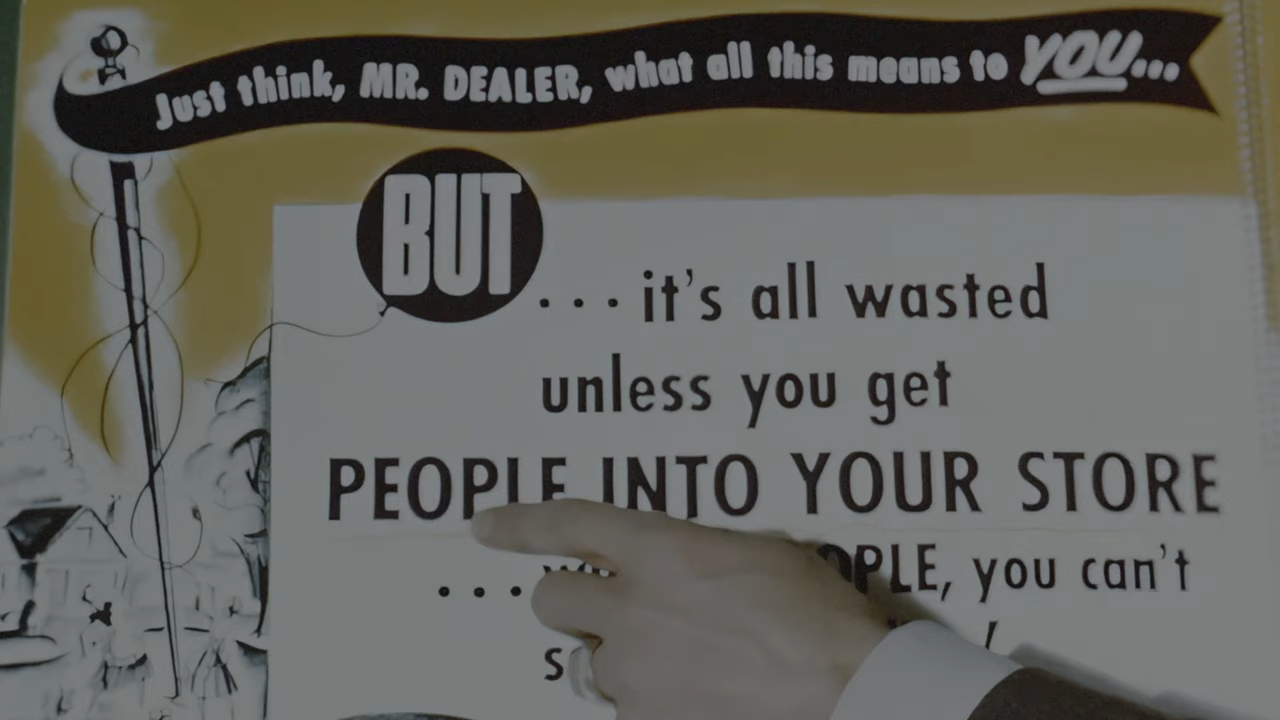 Just think, MR. DEALER, what all this means to YOU...
BUT
... it's all wasted
unless you get
PEOPLE INTO YOUR STORE
... OPLE, you can't